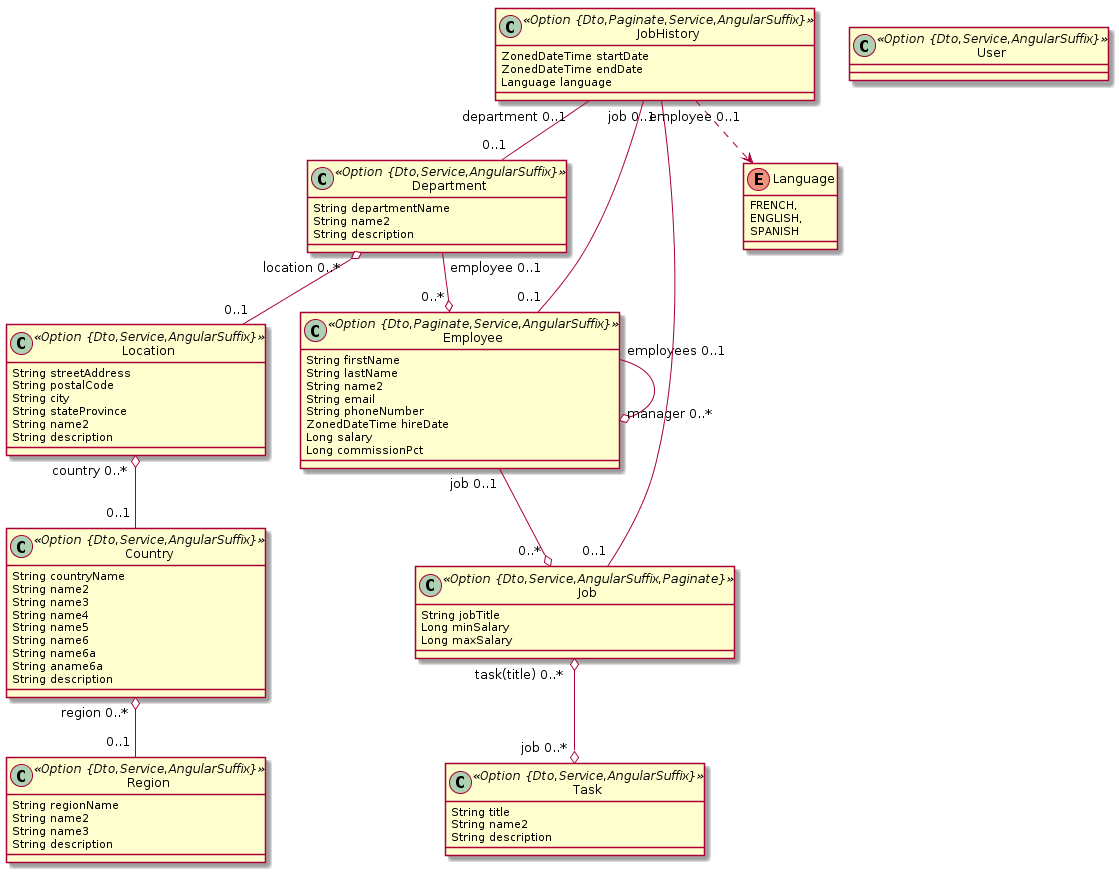 C «Option {Dto,Paginate,Service,AngularSuffix}»
JobHistory
ZonedDateTime startDate
ZonedDateTime endDate
Language language
C «Option {Dto,Service,AngularSuffix}»
User
department 0..1
job 0..1
employee 0..1
0..1
C «Option {Dto,Service,AngularSuffix}»
Department
String departmentName
String name2
String description
E Language
FRENCH,
ENGLISH,
SPANISH
location 0..*
employee 0..1
0..1
0..*
0..1
C «Option {Dto,Service,AngularSuffix}»
Location
String streetAddress
String postalCode
String city
String stateProvince
String name2
String description
C «Option {Dto,Paginate,Service,AngularSuffix}»
Employee
String firstName
String lastName
String name2
String email
String phoneNumber
ZonedDateTime hireDate
Long salary
Long commissionPct
employees 0..1
manager 0..*
country 0..*
0..1
job 0..1
0..*
0..1
C «Option {Dto,Service,AngularSuffix}»
Country
String countryName
String name2
String name3
String name4
String name5
String name6
String name6a
String aname6a
String description
C «Option {Dto,Service,AngularSuffix,Paginate}»
Job
String jobTitle
Long minSalary
Long maxSalary
region 0..*
0..1
task(title) 0..*
job 0..*
C «Option {Dto,Service,AngularSuffix}»
Region
String regionName
String name2
String name3
String description
C «Option {Dto,Service,AngularSuffix}»
Task
String title
String name2
String description